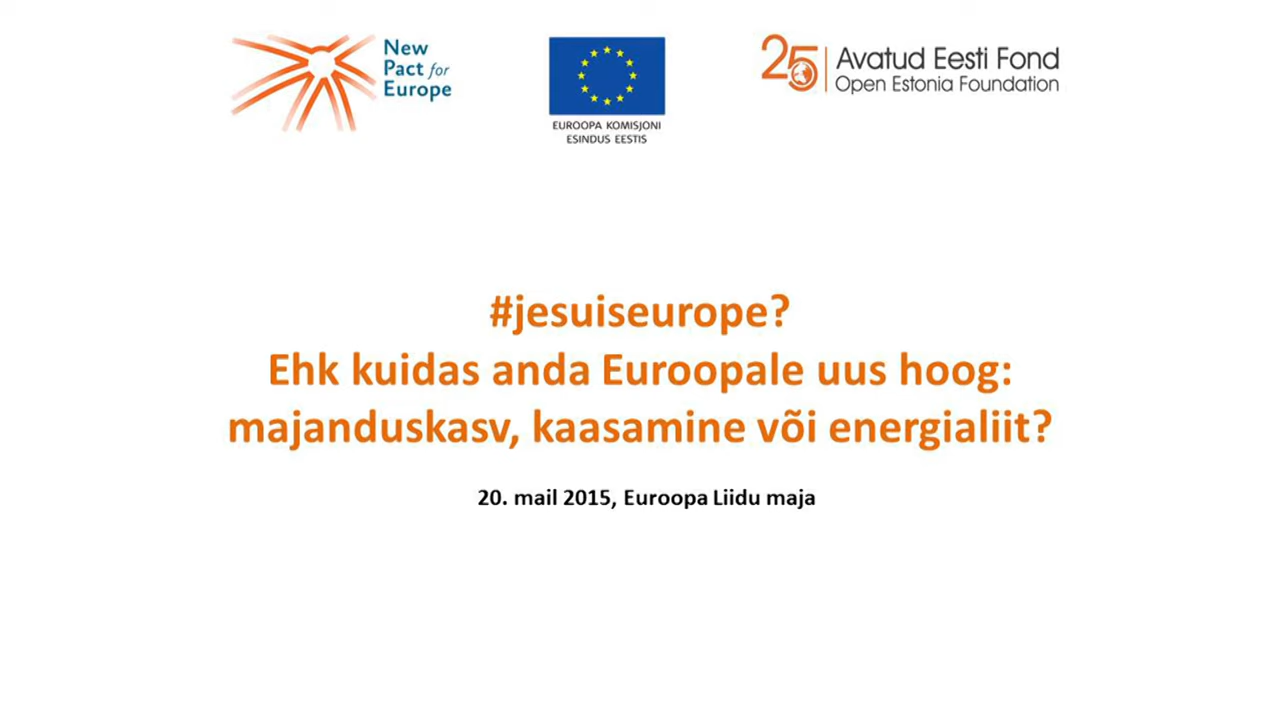 New
Pact for
Europe
EUROOPA KOMISJONI
ESINDUS EESTIS
25
Avatud Eesti Fond
Open Estonia Foundation
#jesuiseurope?
Ehk kuidas anda Euroopale uus hoog:
majanduskasv, kaasamine või energialiit?
20. mail 2015, Euroopa Liidu maja